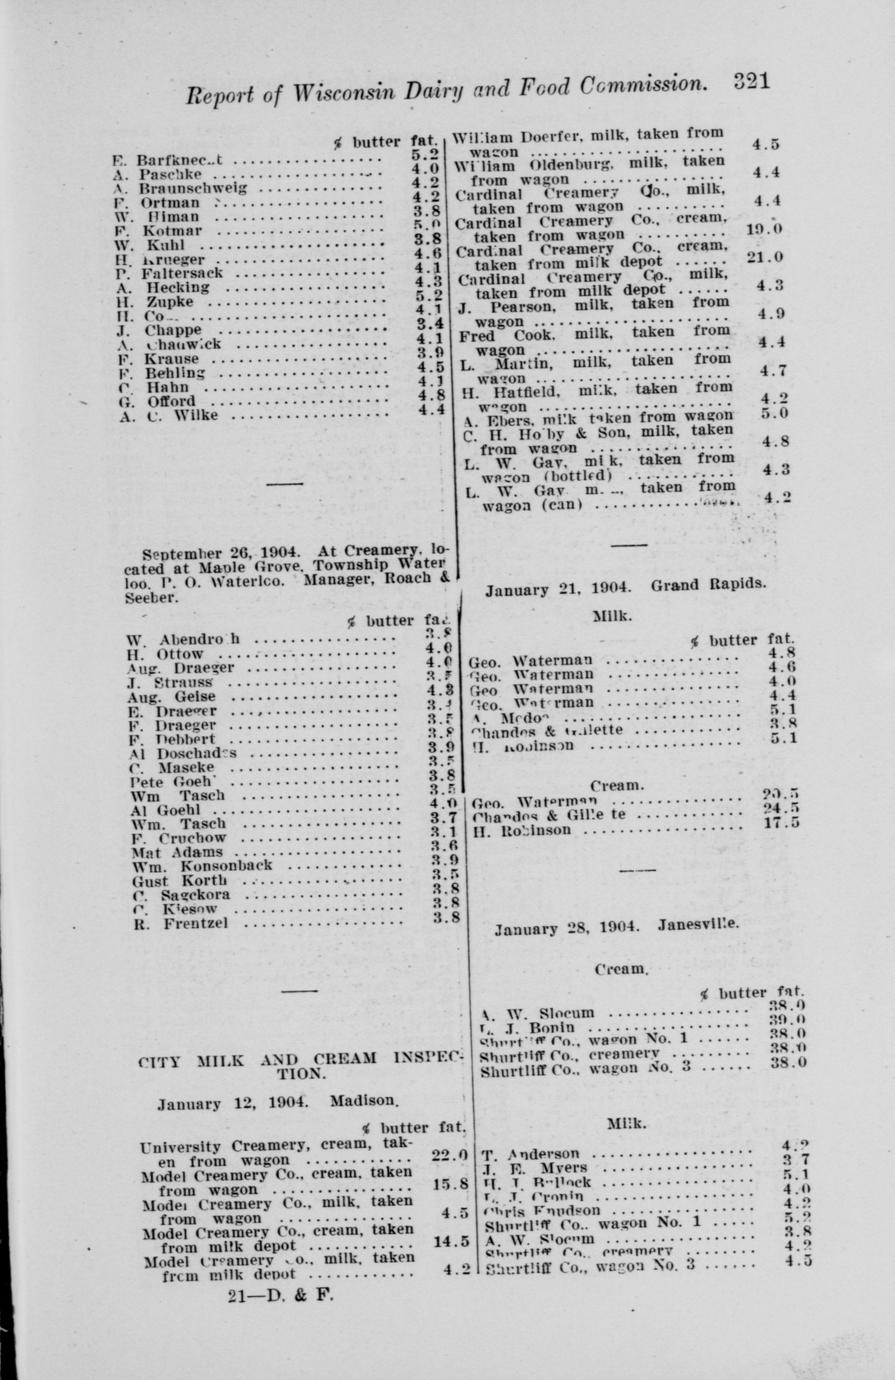 Report of Wisconsin Dairy and Food Commission. 321
% butter fat.
E. Barfknec..t ................ 5.2
A. Paschke ................ 4.0
A. Braunschweig ............. 4.2
F. Ortman ................ 4.2
W. Himan ................ 3.8
F. Kotmar ................ 5.0
W. Kuhl ................ 3.8
H. Krueger ................ 4.6
P. Faltersack ................ 4.1
A. Hecking ................ 4.3
H. Zupke ................ 5.2
H. ................ 4.1
J. Chappe ................ 3.4
A. Chadwick ................ 4.1
F. Krause ................ 3.9
F. Behling ................ 4.5
C. Hahn ................ 4.1
G. Offord ................ 4.8
A. C. Wilke ................ 4.4
September 26, 1904. At Creamery, lo-
cated at Maple Grove, Township Water
loo. P. O. Waterloo. Manager, Roach &
Seeber.
% butter fat.
W. Abendro h ................ 3.8
H. Ottow ................ 4.0
Aug. Draeger ................ 4.0
J. Strauss ................ 3.5
Aug. Geise ................ 4.3
E. Draeger ................
F. Draeger ................ 3.5
F. Debbert ................ 3.8
Al Doschades ................ 3.9
C. Maseke ................ 3.5
Pete Goehl ................ 3.8
Wm Tasch ................ 3.5
Al Goehl ................ 4.0
Wm. Tasch ................ 3.7
F. Cruchow ................ 3.1
Mat Adams ................ 3.6
Wm. Konsonback ............ 3.9
Gust Korth ................ 3.5
C. Sagckora ................ 3.8
C. Kiesow ................ 3.8
R. Frentzel ................ 3.8
CITY MILK AND CREAM INSPEC-
TION.
January 12, 1904. Madison.
% butter fat.
University Creamery, cream, tak-
en from wagon ............ 22.0
Model Creamery Co., cream, taken
from wagon ................ 15.8
Model Creamery Co., milk, taken
from wagon ............... 4.5
Model Creamery Co., cream, taken
from milk depot ............ 14.5
Model Creamery Co., milk, taken
from milk depot ............ 4.2
21—D. & F.
William Doerfer, milk, taken from
wagon ...................... 4.5
William Oldenburg, milk, taken
from wagon ................ 4.4
Cardinal Creamery Co., milk,
taken from wagon .......... 4.4
Cardinal Creamery Co., cream,
taken from wagon .......... 19.0
Cardinal Creamery Co., cream,
taken from milk depot ...... 21.0
Cardinal Creamery Co., milk,
taken from milk depot ...... 4.3
J. Pearson, milk, taken from
wagon ...................... 4.9
Fred Cook, milk, taken from
wagon ...................... 4.4
L. Martin, milk, taken from
wagon ...................... 4.7
H. Hatfield, milk, taken from
wagon ...................... 4.2
A. Ebers, milk taken from wagon 5.0
C. H. Ho by & Son, milk, taken
from wagon ................ 4.8
L. W. Gay, mi k, taken from
wagon (bottled) ............ 4.3
L. W. Gay m..., taken from
wagon (can) ................ 4.2
January 21, 1904. Grand Rapids.
Milk.
% butter fat.
Geo. Waterman ............... 4.8
Geo. Waterman ............... 4.6
Geo Waterman ............... 4.0
Geo. Waterman ............... 4.4
A. ................ 5.1
Chandos & Gillette ............ 3.8
H. Robinson ................ 5.1
Cream.
Geo. Waterman ............... 20.5
Chandos & Gille te ............ 24.5
H. Robinson ................ 17.5
January 28, 1904. Janesville.
Cream.
% butter fat.
A. W. Slocum ................ 38.0
L. J. Bonin ................ 39.0
Shurtliff Co., wagon No. 1 ...... 38.0
Shurtliff Co., creamery ......... 38.0
Shurtliff Co., wagon No. 3 ...... 38.0
Milk.
T. Anderson ................ 4.2
J. E. Myers ................ 3 7
H. J. Bullock ................ 5.1
L. J. Cronin ................ 4.0
Chris Knudson ................ 4.2
Shurtliff Co.. wagon No. 1 ..... 5.2
A. W. Slocum ................ 3.8
Shurtliff Co., creamery ........ 4.2
Shurtliff Co., wagon No. 3 ...... 4.5